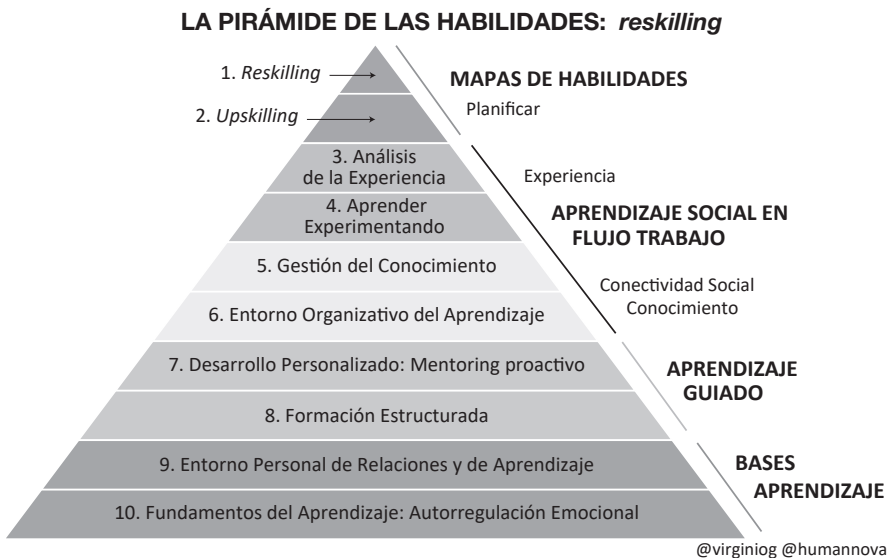 LA PIRÁMIDE DE LAS HABILIDADES: reskilling
1. Reskilling
MAPAS DE HABILIDADES
Planificar
2. Upskilling
3. Análisis
de la Experiencia
Experiencia
4. Aprender
Experimentando
APRENDIZAJE SOCIAL EN
FLUJO TRABAJO
5. Gestión del Conocimiento
Conectividad Social
Conocimiento
6. Entorno Organizativo del Aprendizaje
7. Desarrollo Personalizado: Mentoring proactivo
APRENDIZAJE
GUIADO
8. Formación Estructurada
9. Entorno Personal de Relaciones y de Aprendizaje
BASES
APRENDIZAJE
10. Fundamentos del Aprendizaje: Autorregulación Emocional
@virginiog @humannova